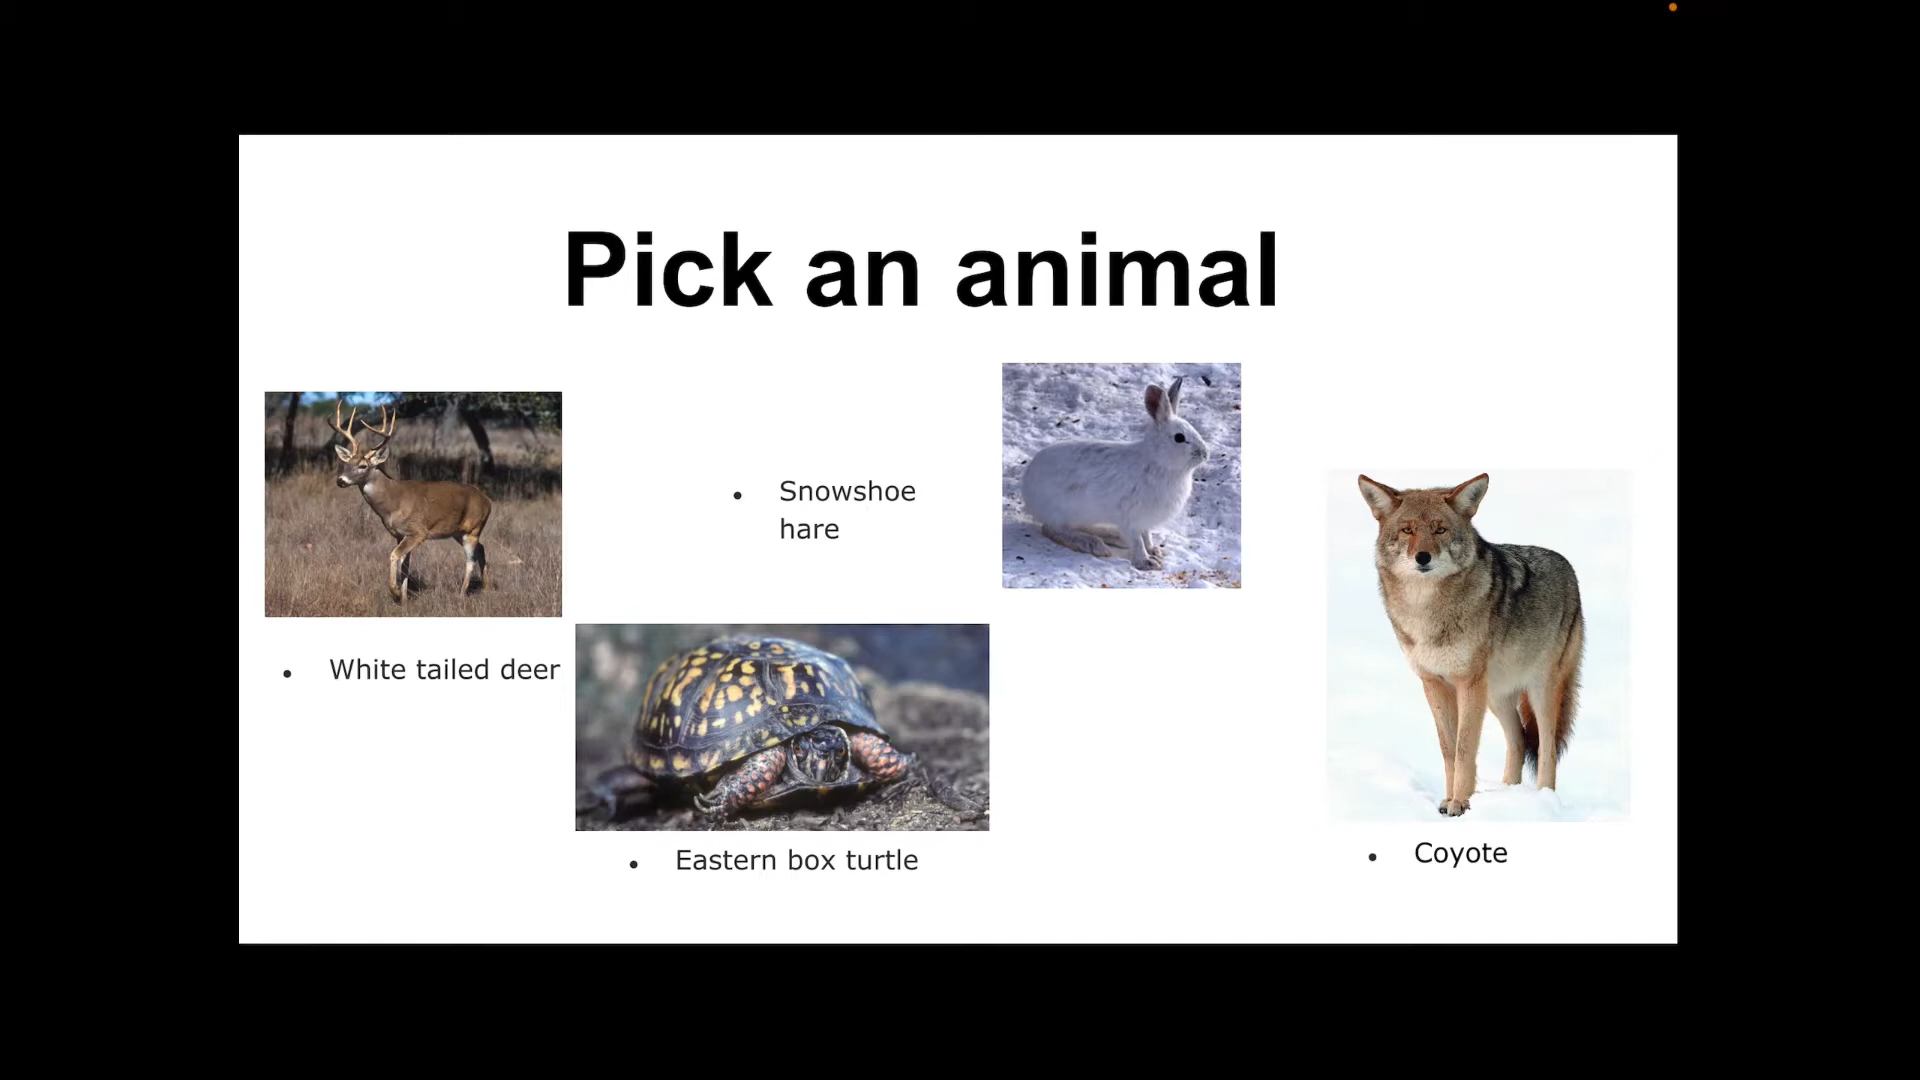 Pick an animal
• Snowshoe
hare
• White tailed deer
• Eastern box turtle
• Coyote